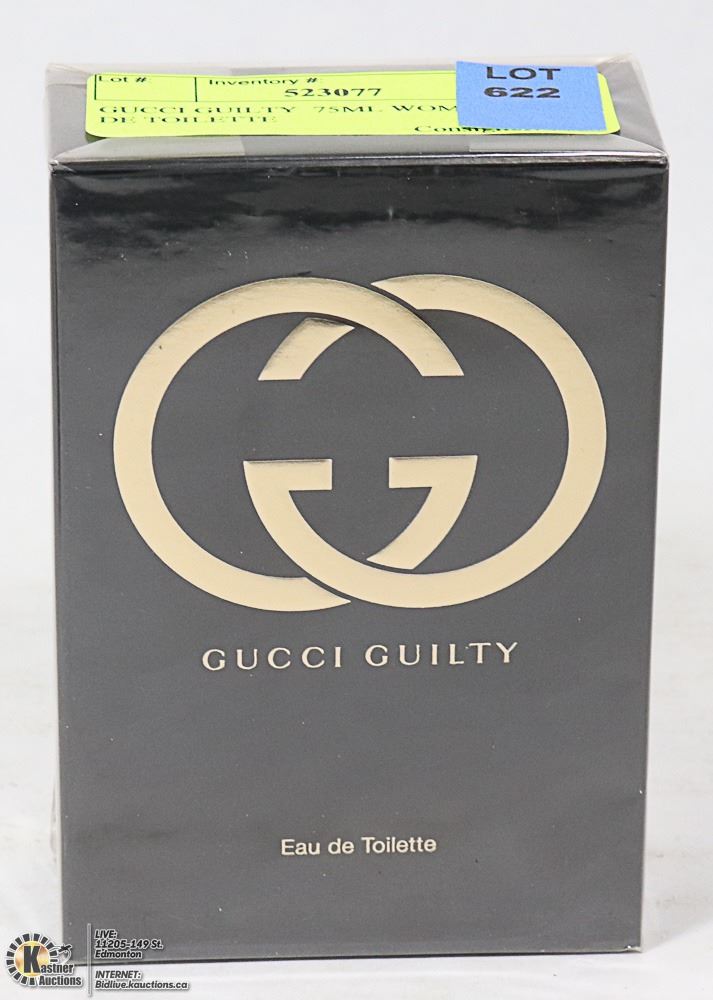 Lot #: Inventory #: LOT
523077 622
GUCCI GUILTY 75ML
DE TOILETTE
GUCCI GUILTY
Eau de Toilette
LIVE:
11205-149 St.
Edmonton
INTERNET:
Bidlive.kauctions.ca
Kastner
Auctions